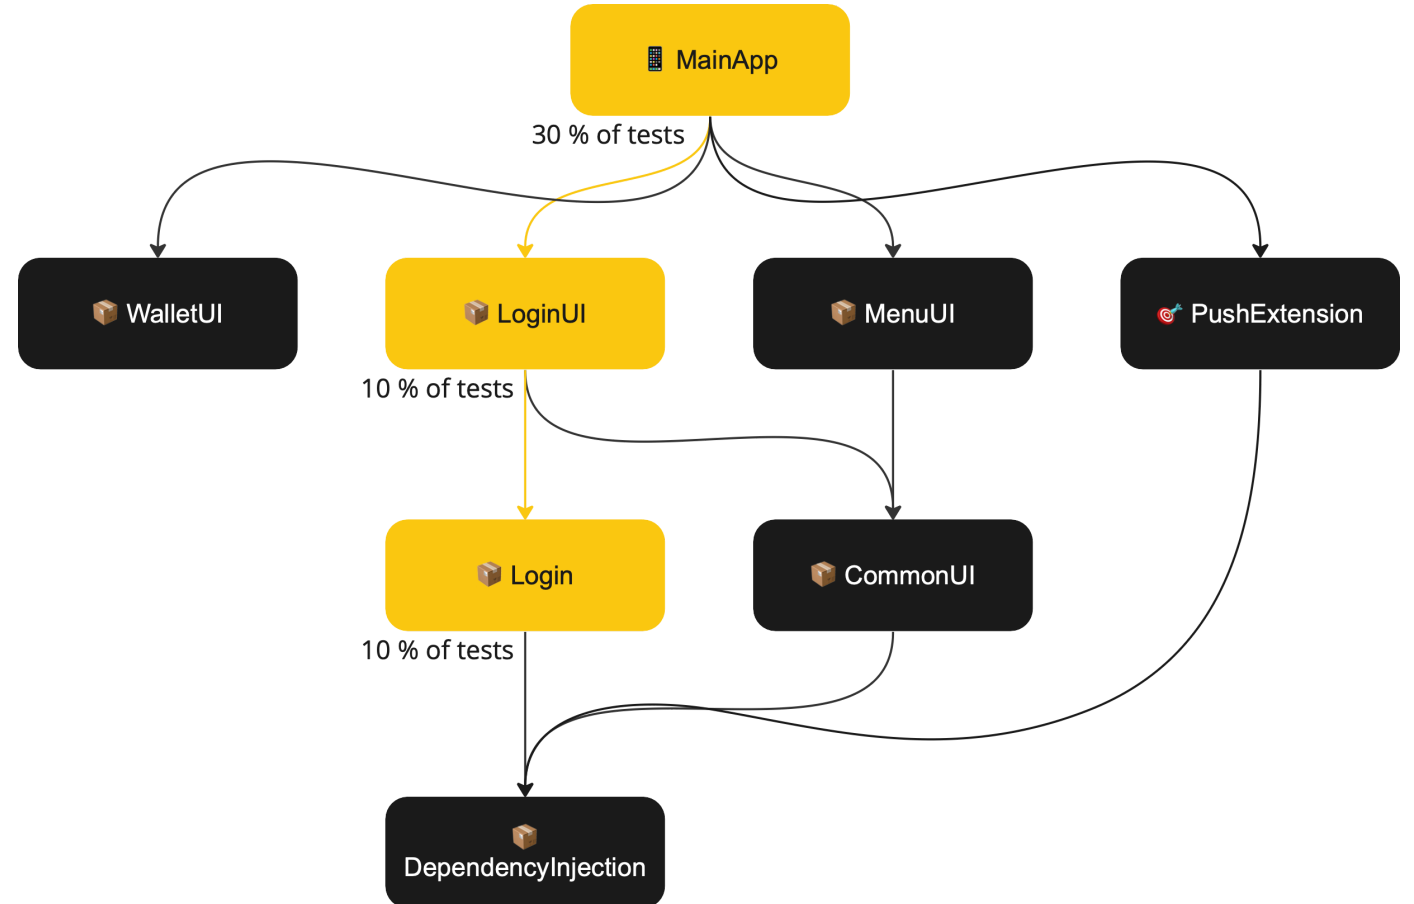 📱 MainApp
30 % of tests
📦 WalletUI
📦 LoginUI
📦 MenuUI
🎯 PushExtension
10 % of tests
📦 Login
📦 CommonUI
10 % of tests
📦
DependencyInjection